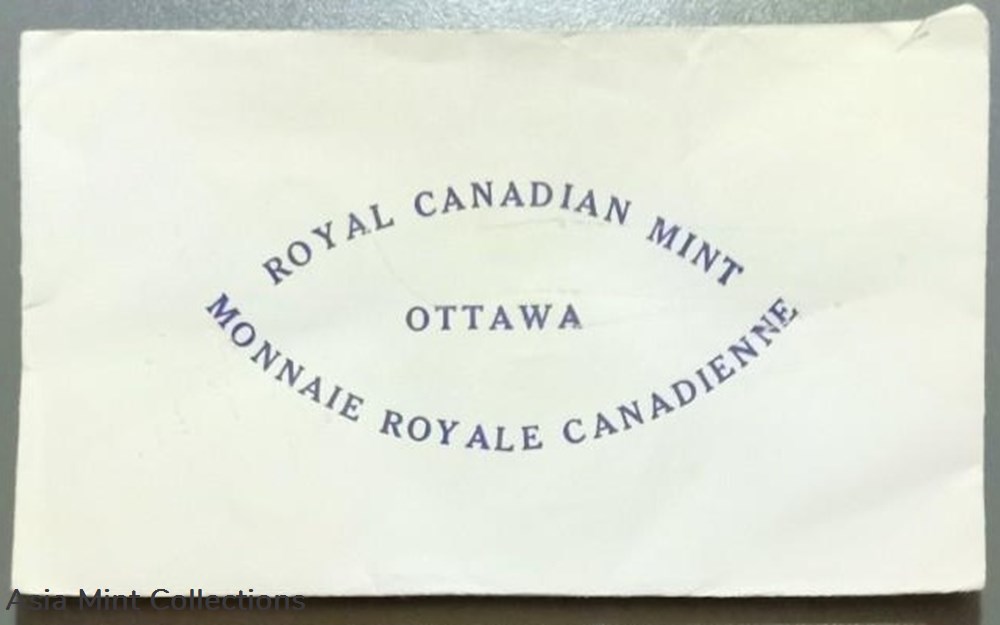 ROYAL CANADIAN MINT
OTTAWA
MONNAIE ROYALE CANADIENNE
Asia Mint Collections